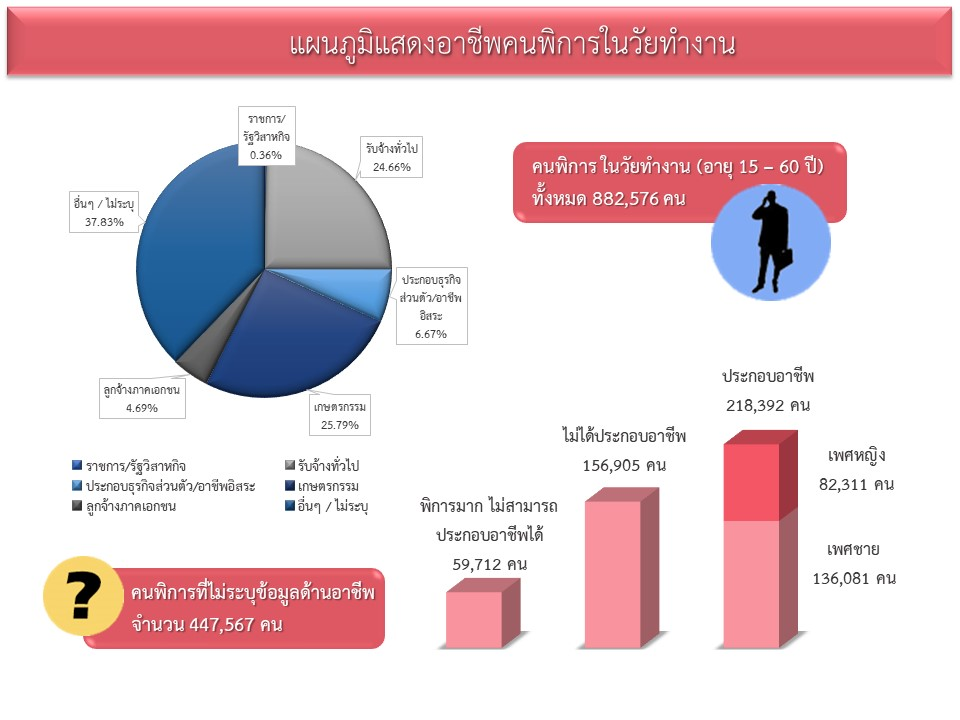 แผนภูมิแสดงอาชีพคนพิการในวัยทำงาน
ราชการ/
รัฐวิสาหกิจ
0.36%
รับจ้างทั่วไป
24.66%
อื่นๆ / ไม่ระบุ
37.83%
ประกอบธุรกิจ
ส่วนตัว/อาชีพ
อิสระ
6.67%
ลูกจ้างภาคเอกชน
4.69%
เกษตรกรรม
25.79%
คนพิการ ในวัยทำงาน (อายุ 15 – 60 ปี)
ทั้งหมด 882,576 คน
ราชการ/รัฐวิสาหกิจ
รับจ้างทั่วไป
ประกอบธุรกิจส่วนตัว/อาชีพอิสระ
เกษตรกรรม
ลูกจ้างภาคเอกชน
อื่นๆ / ไม่ระบุ
?
คนพิการที่ไม่ระบุข้อมูลด้านอาชีพ
จำนวน 447,567 คน
พิการมาก ไม่สามารถ
ประกอบอาชีพได้
59,712 คน
ไม่ได้ประกอบอาชีพ
156,905 คน
ประกอบอาชีพ
218,392 คน
เพศหญิง
82,311 คน
เพศชาย
136,081 คน